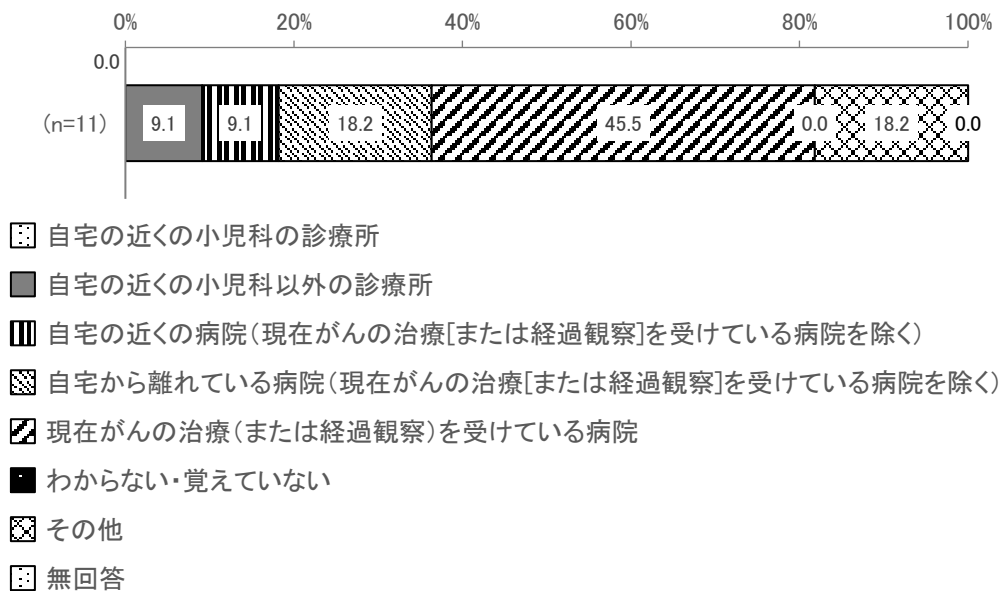 0% 20% 40% 60% 80% 100%
0.0
(n=11) 9.1 9.1 18.2 45.5 0.0 18.2 0.0
自宅の近くの小児科の診療所
自宅の近くの小児科以外の診療所
自宅の近くの病院(現在がんの治療[または経過観察]を受けている病院を除く)
自宅から離れている病院(現在がんの治療[または経過観察]を受けている病院を除く)
現在がんの治療(または経過観察)を受けている病院
わからない・覚えていない
その他
無回答